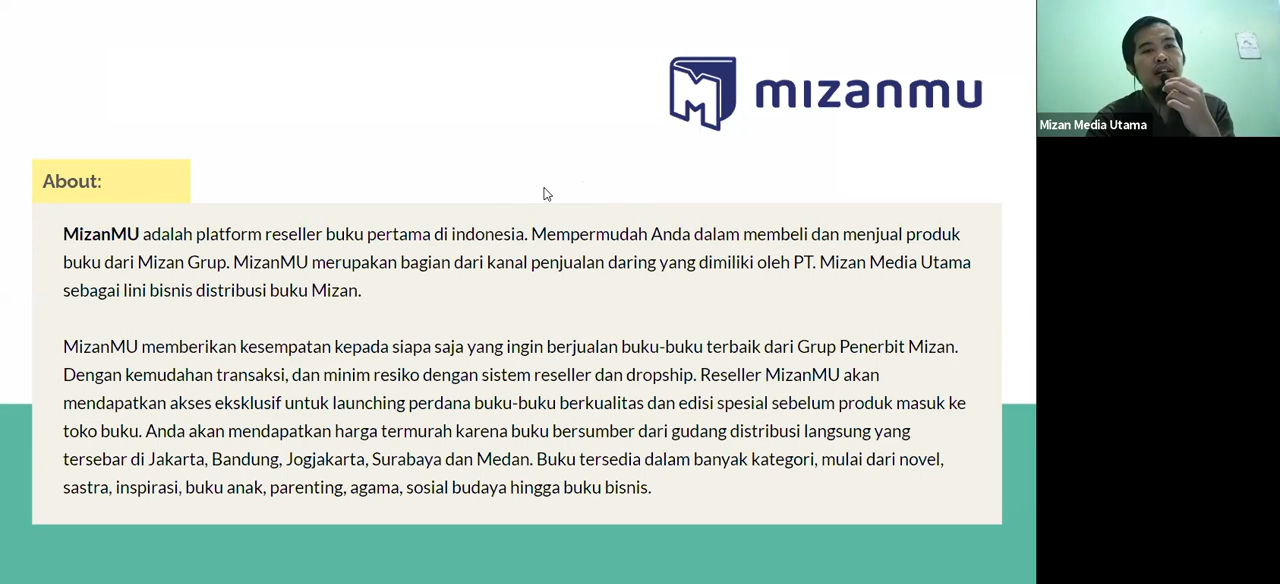 mizanmu
Mizan Media Utama
About:
MizanMU adalah platform reseller buku pertama di indonesia. Mempermudah Anda dalam membeli dan menjual produk
buku dari Mizan Grup. MizanMU merupakan bagian dari kanal penjualan daring yang dimiliki oleh PT. Mizan Media Utama
sebagai lini bisnis distribusi buku Mizan.
MizanMU memberikan kesempatan kepada siapa saja yang ingin berjualan buku-buku terbaik dari Grup Penerbit Mizan.
Dengan kemudahan transaksi, dan minim resiko dengan sistem reseller dan dropship. Reseller MizanMU akan
mendapatkan akses eksklusif untuk launching perdana buku-buku berkualitas dan edisi spesial sebelum produk masuk ke
toko buku. Anda akan mendapatkan harga termurah karena buku bersumber dari gudang distribusi langsung yang
tersebar di Jakarta, Bandung, Jogjakarta, Surabaya dan Medan. Buku tersedia dalam banyak kategori, mulai dari novel,
sastra, inspirasi, buku anak, parenting, agama, sosial budaya hingga buku bisnis.